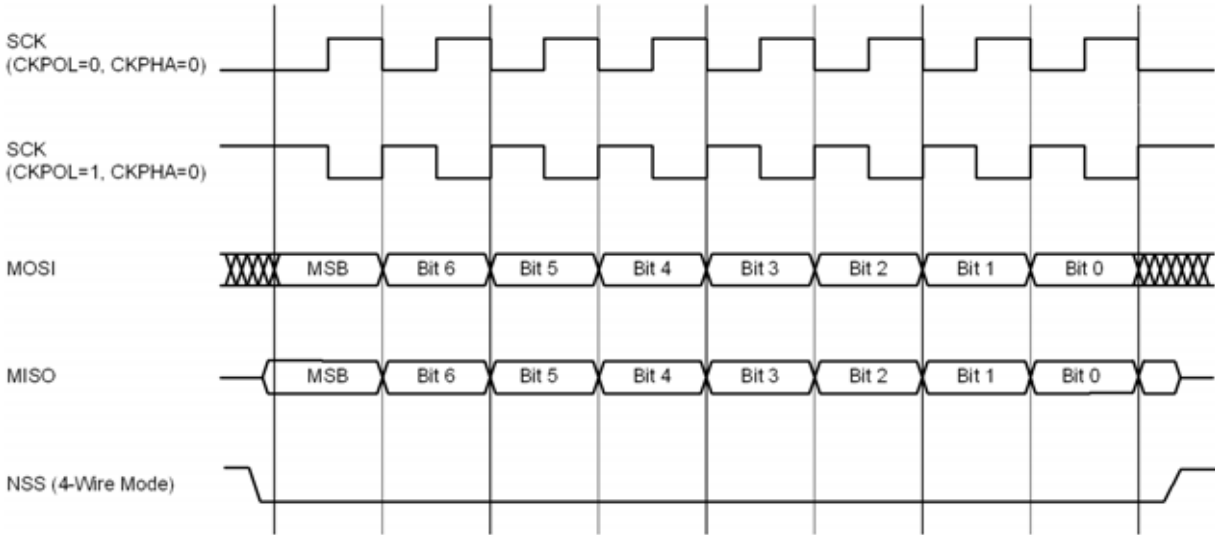 SCK
(CKPOL=0, CKPHA=0)
SCK
(CKPOL=1, CKPHA=0)
MOSI MSB Bit 6 Bit 5 Bit 4 Bit 3 Bit 2 Bit 1 Bit 0
MISO MSB Bit 6 Bit 5 Bit 4 Bit 3 Bit 2 Bit 1 Bit 0
NSS (4-Wire Mode)